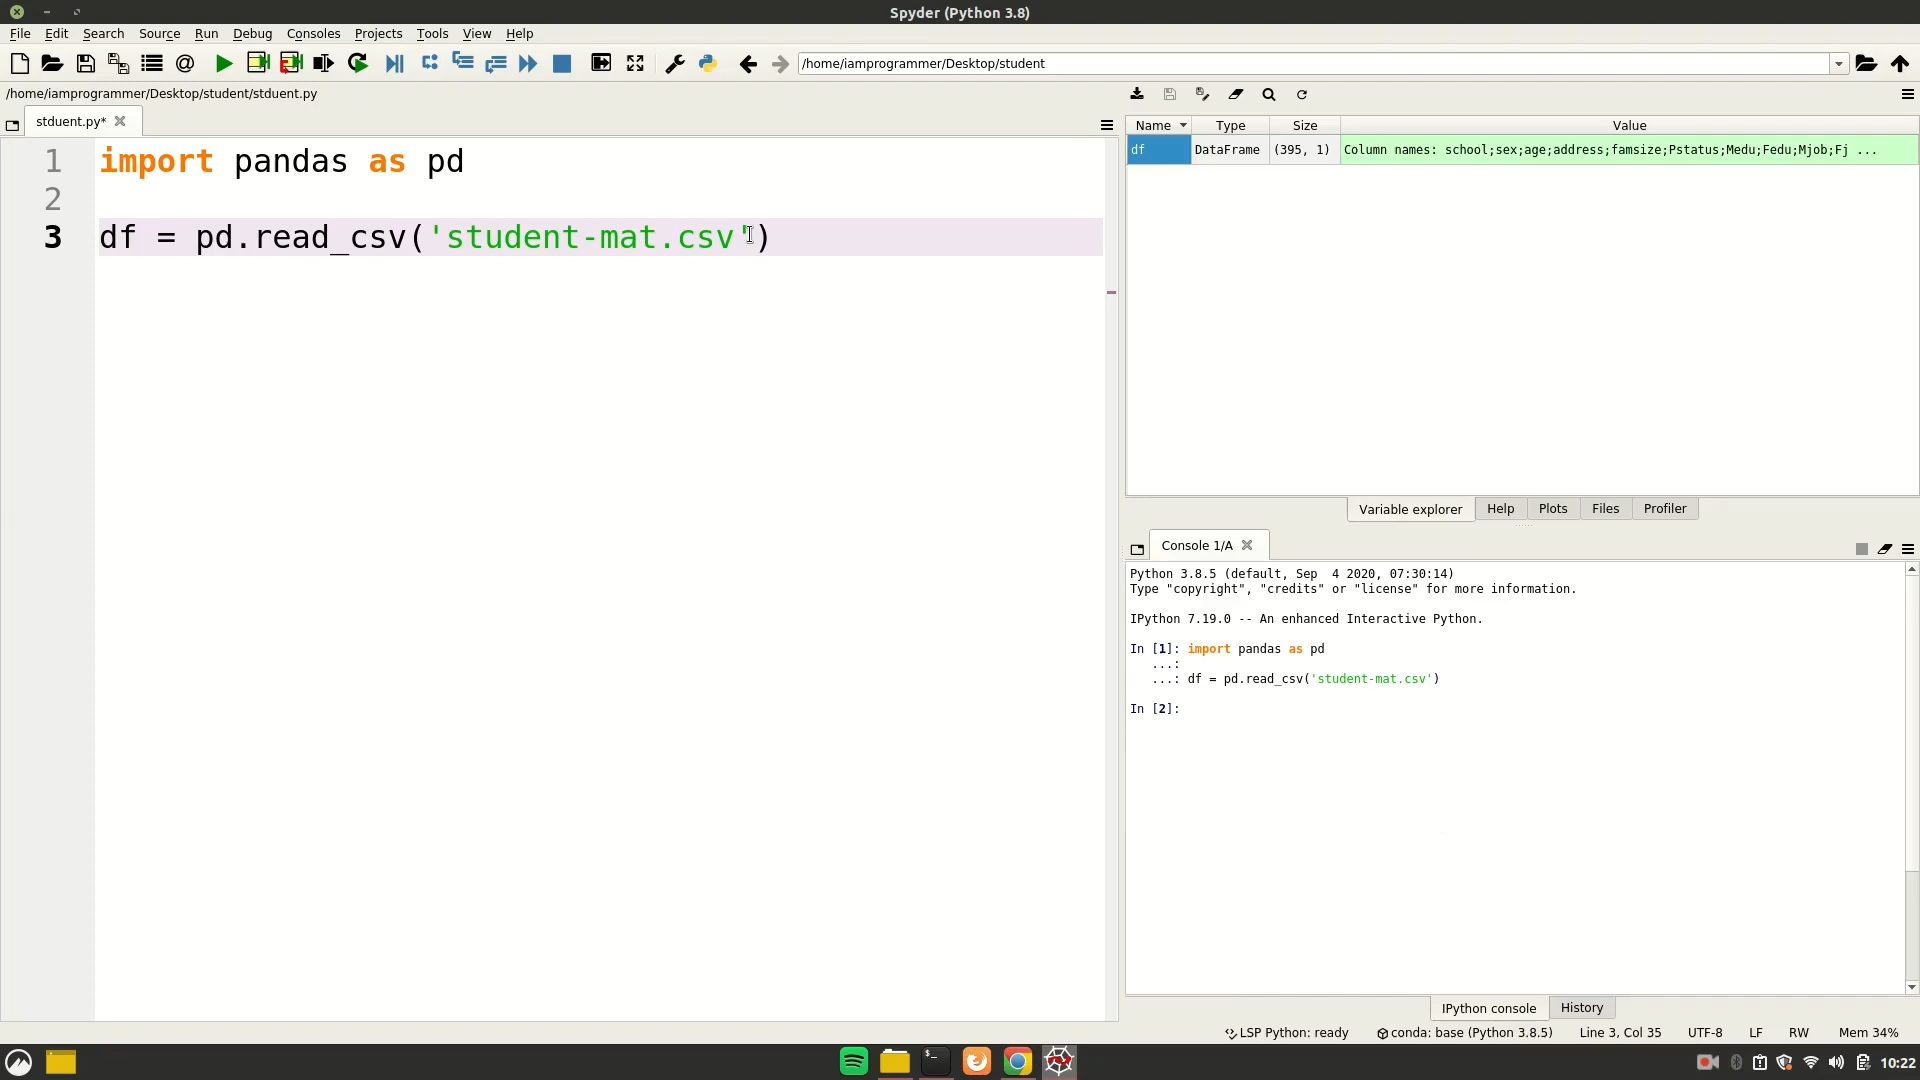 Spyder (Python 3.8)
File Edit Search Source Run Debug Consoles Projects Tools View Help
/home/iamprogrammer/Desktop/student
/home/iamprogrammer/Desktop/student/stduent.py
stduent.py*
1 import pandas as pd
2
3 df = pd.read_csv('student-mat.csv')
Name Type Size Value
df DataFrame (395, 1) Column names: school;sex;age;address;famsize;Pstatus;Medu;Fedu;Mjob;Fj ...
Variable explorer Help Plots Files Profiler
Console 1/A
Python 3.8.5 (default, Sep  4 2020, 07:30:14)
Type "copyright", "credits" or "license" for more information.
IPython 7.19.0 -- An enhanced Interactive Python.
In [1]: import pandas as pd
...:
...: df = pd.read_csv('student-mat.csv')
In [2]:
IPython console History
LSP Python: ready conda: base (Python 3.8.5) Line 3, Col 35 UTF-8 LF RW Mem 34%
10:22